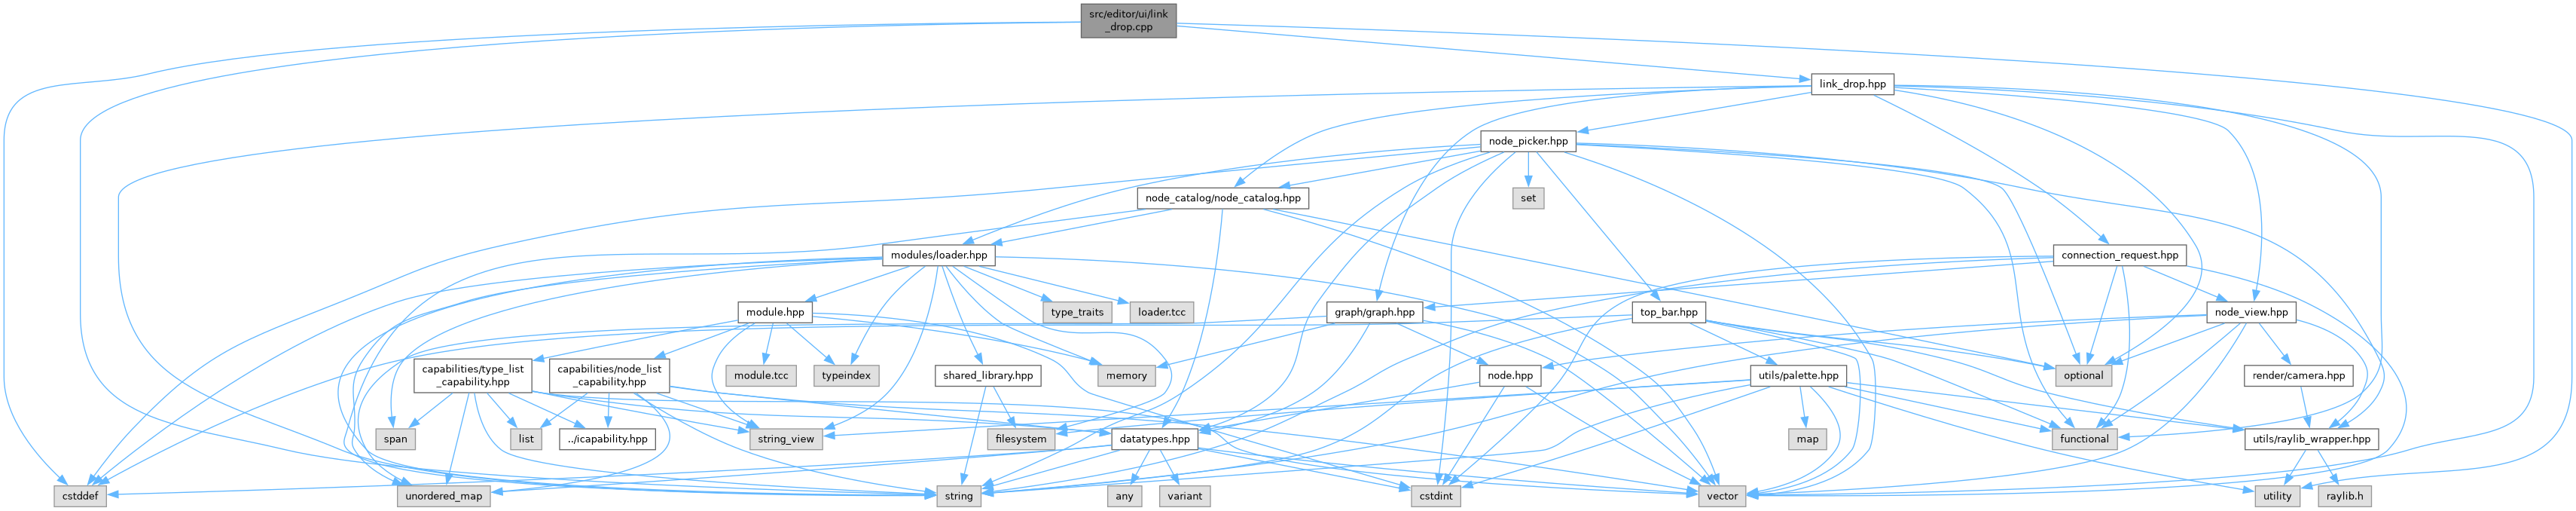 src/editor/ui/link
_drop.cpp
link_drop.hpp
node_picker.hpp
node_catalog/node_catalog.hpp
set
modules/loader.hpp
connection_request.hpp
module.hpp
type_traits
loader.tcc
graph/graph.hpp
top_bar.hpp
node_view.hpp
capabilities/type_list
_capability.hpp
capabilities/node_list
_capability.hpp
module.tcc
typeindex
shared_library.hpp
memory
node.hpp
utils/palette.hpp
optional
render/camera.hpp
span
list
../icapability.hpp
string_view
filesystem
datatypes.hpp
map
functional
utils/raylib_wrapper.hpp
cstddef
unordered_map
string
any
variant
cstdint
vector
utility
raylib.h